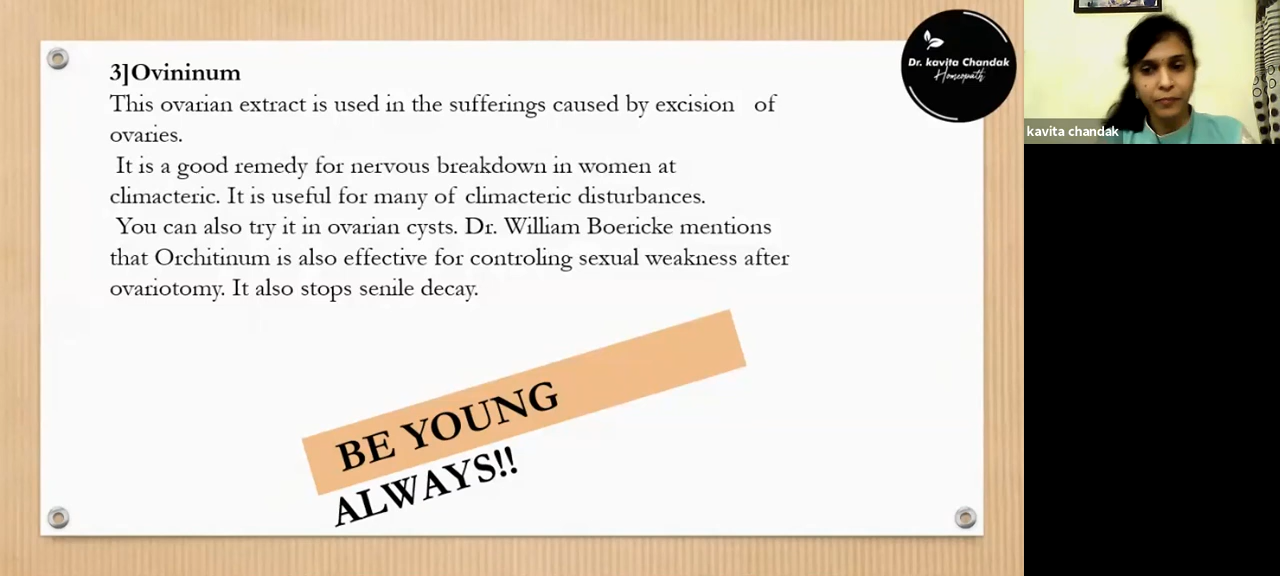 3]Ovininum
This ovarian extract is used in the sufferings caused by excision of
ovaries.
It is a good remedy for nervous breakdown in women at
climacteric. It is useful for many of climacteric disturbances.
You can also try it in ovarian cysts. Dr. William Boericke mentions
that Orchitinum is also effective for controling sexual weakness after
ovariotomy. It also stops senile decay.
BE YOUNG
ALWAYS!!
Dr. kavita Chandak
Homeopath
kavita chandak